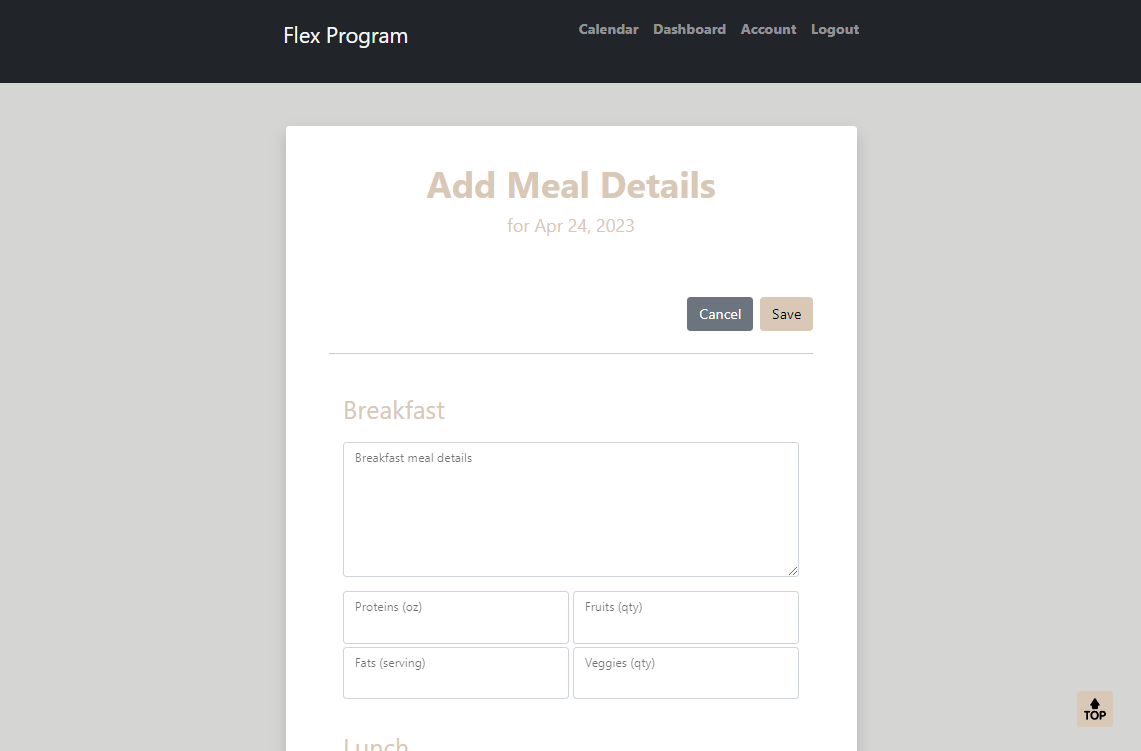 Flex Program
Calendar Dashboard Account Logout
Add Meal Details
for Apr 24, 2023
Cancel Save
Breakfast
Breakfast meal details
Proteins (oz) Fruits (qty)
Fats (serving) Veggies (qty)
TOP
Lunch